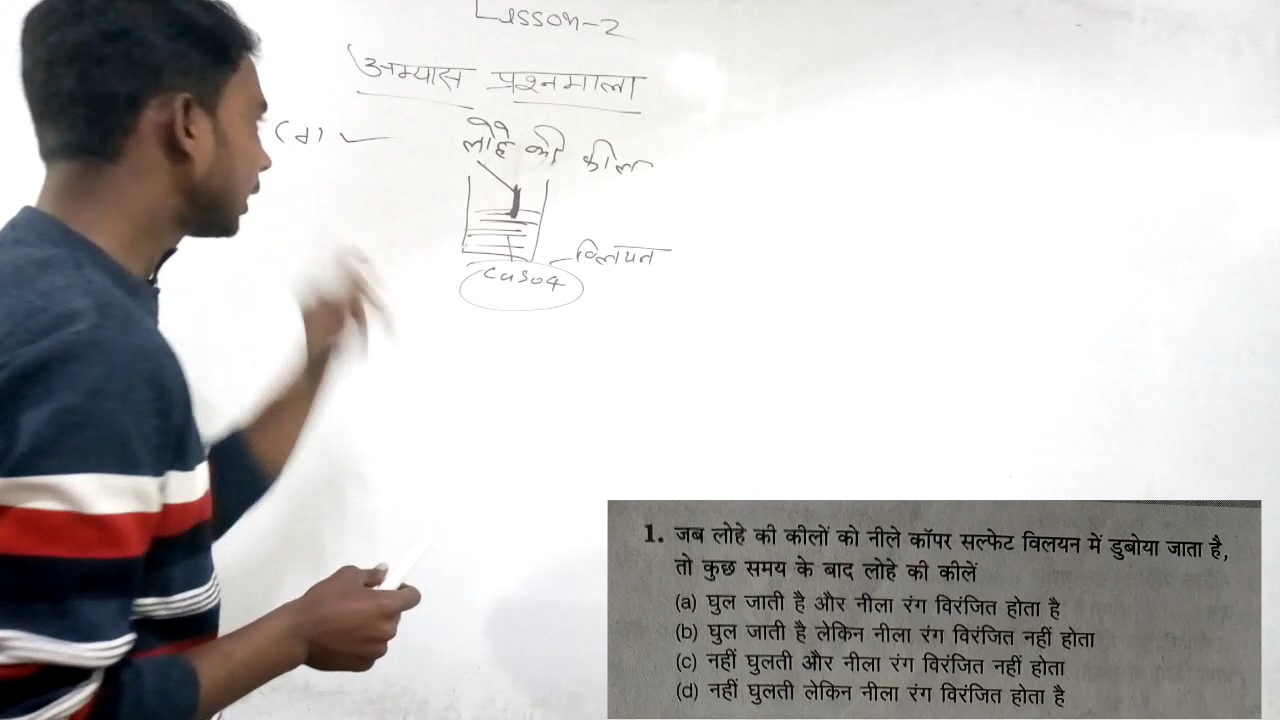 Lesson-2
अभ्यास प्रश्नमाला
(d)
लोहे की कील
विलयन
CuSO4
1. जब लोहे की कीलों को नीले कॉपर सल्फेट विलयन में डुबोया जाता है,
तो कुछ समय के बाद लोहे की कीलें
(a) घुल जाती है और नीला रंग विरंजित होता है
(b) घुल जाती है लेकिन नीला रंग विरंजित नहीं होता
(c) नहीं घुलती और नीला रंग विरंजित नहीं होता
(d) नहीं घुलती लेकिन नीला रंग विरंजित होता है